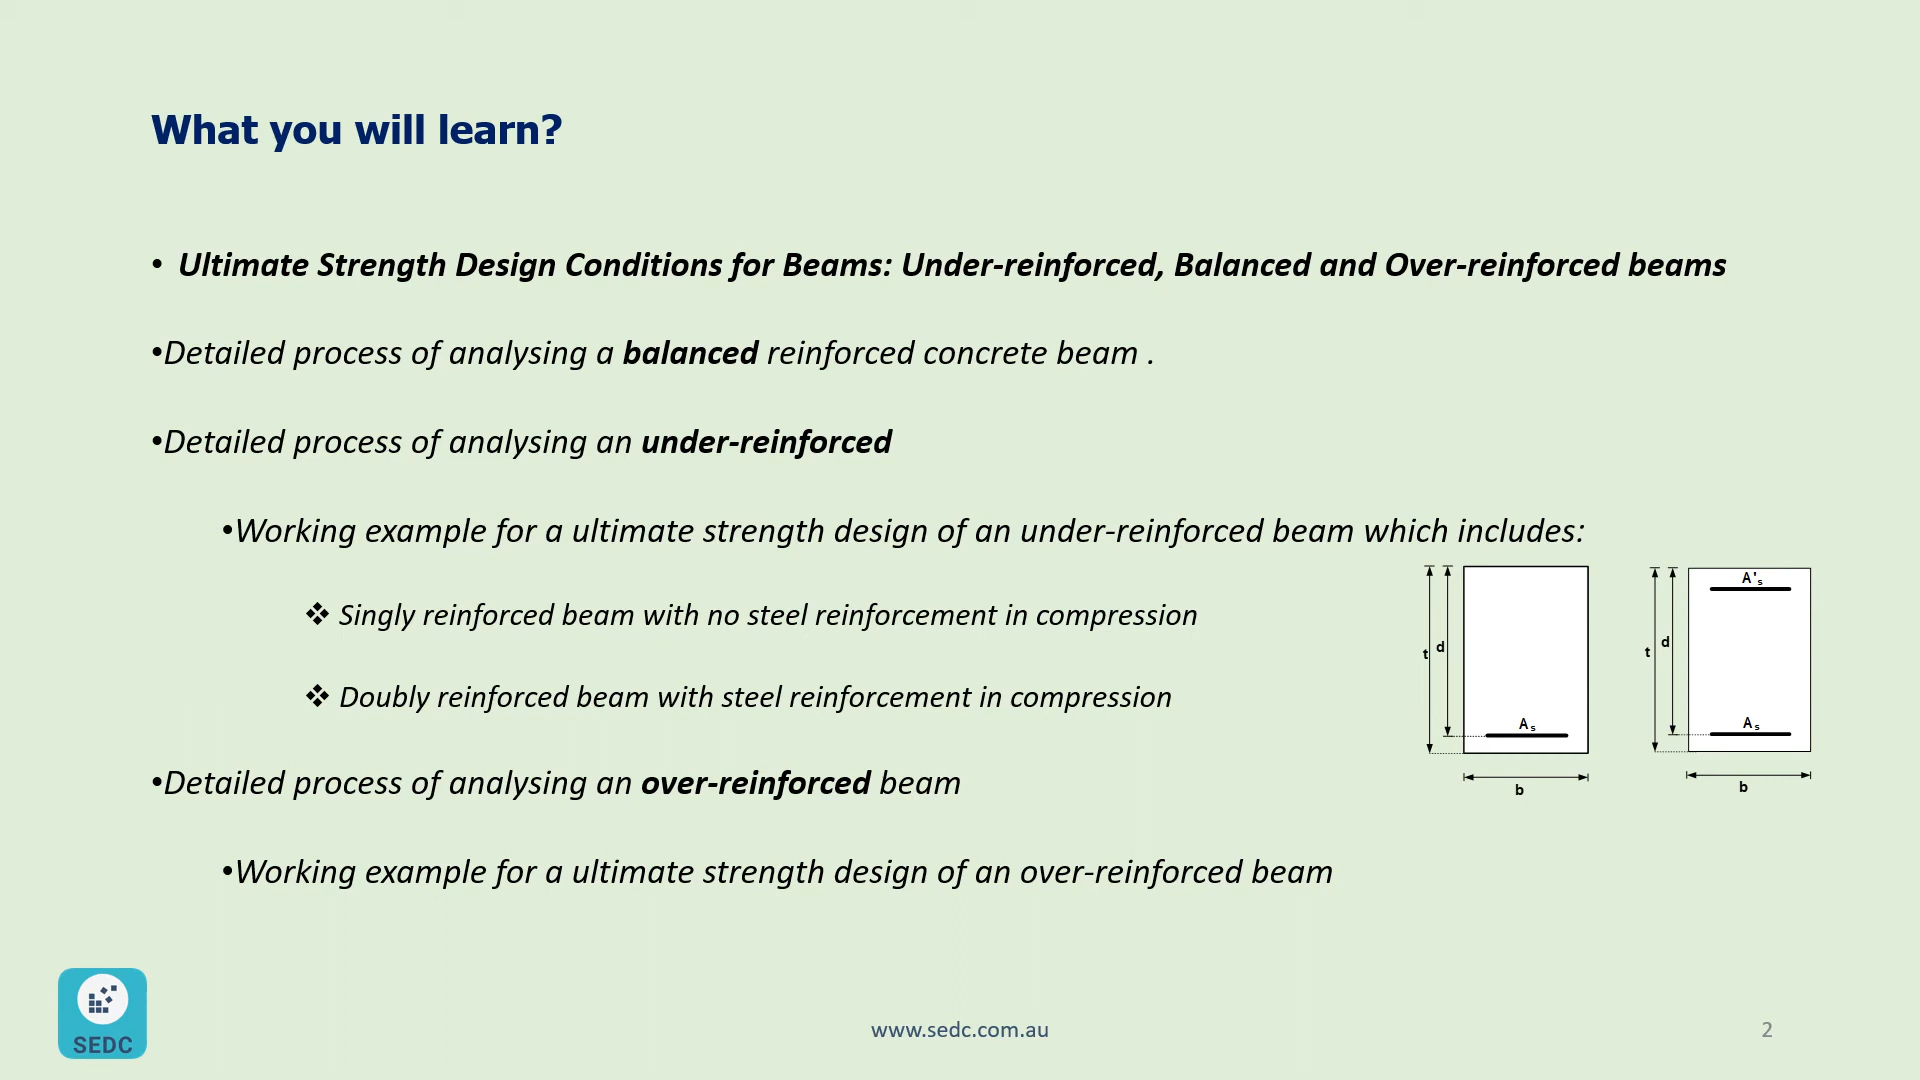 What you will learn?
• Ultimate Strength Design Conditions for Beams: Under-reinforced, Balanced and Over-reinforced beams
•Detailed process of analysing a balanced reinforced concrete beam .
•Detailed process of analysing an under-reinforced
•Working example for a ultimate strength design of an under-reinforced beam which includes:
❖ Singly reinforced beam with no steel reinforcement in compression
❖ Doubly reinforced beam with steel reinforcement in compression
•Detailed process of analysing an over-reinforced beam
•Working example for a ultimate strength design of an over-reinforced beam
t d
As
b
A's
t d
As
b
SEDC
www.sedc.com.au
2